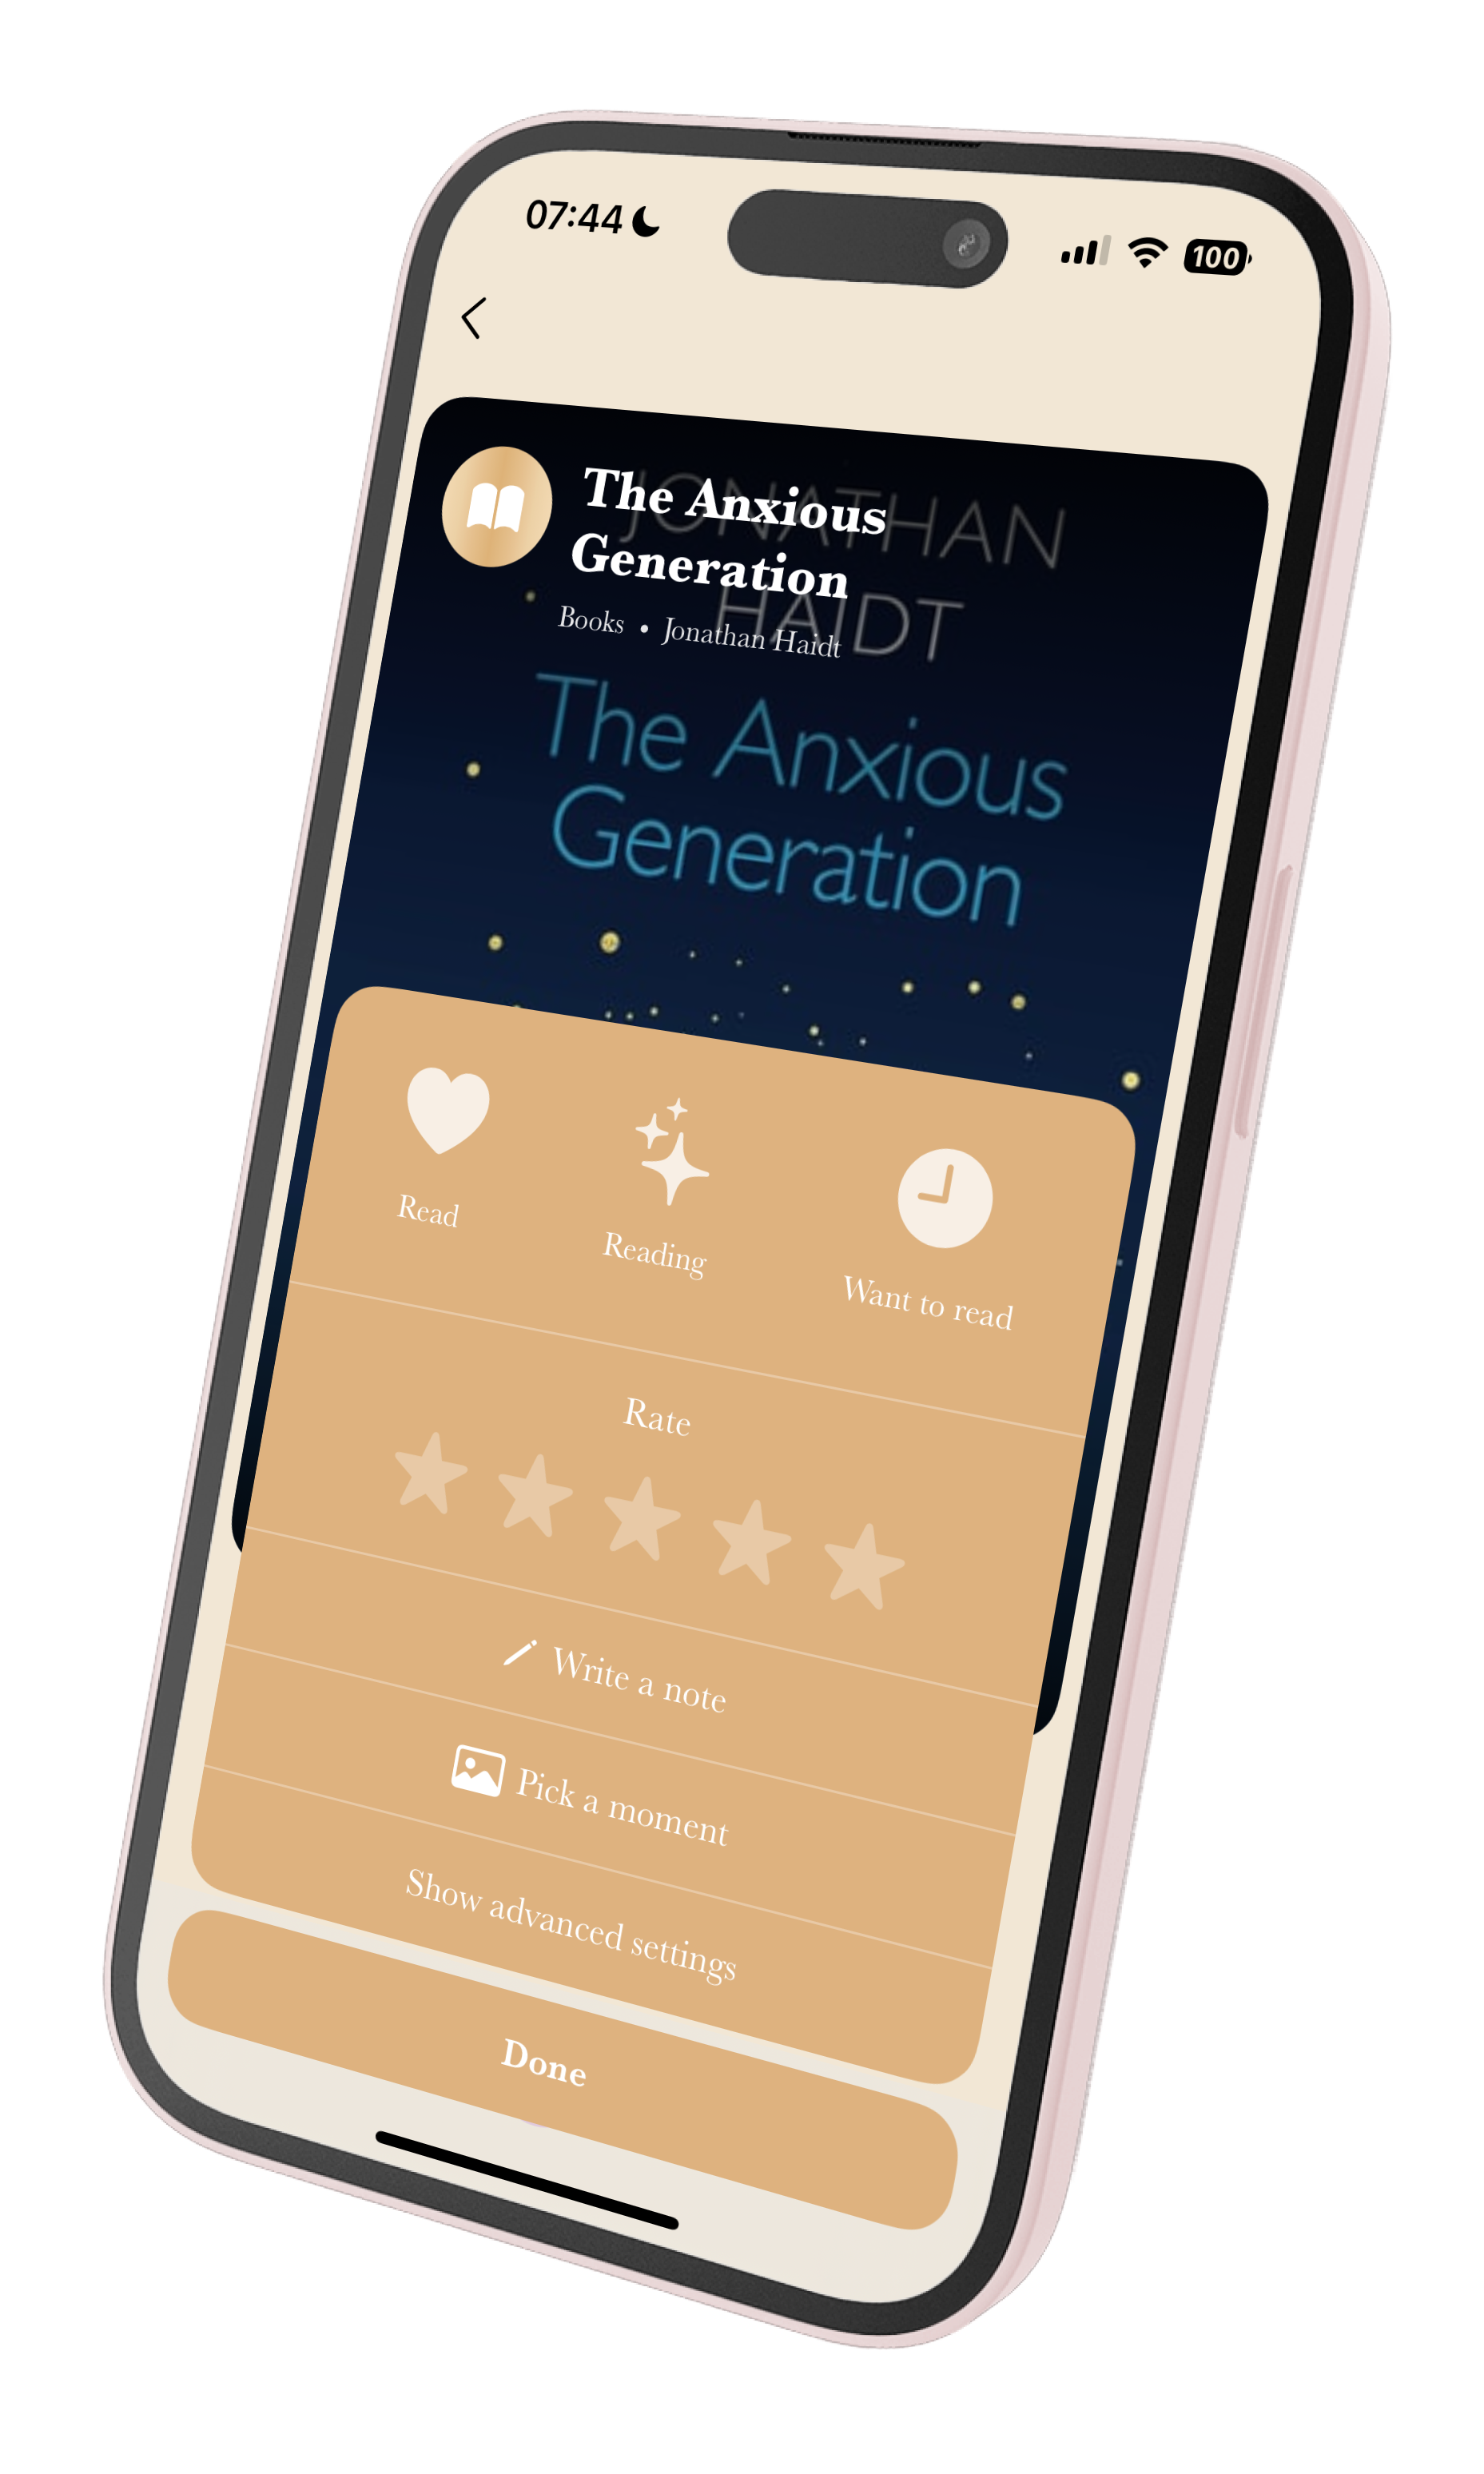 07:44
100
The Anxious
Generation
Books • Jonathan Haidt
JONATHAN
HAIDT
The Anxious
Generation
Read
Reading
Want to read
Rate
Write a note
Pick a moment
Show advanced settings
Done